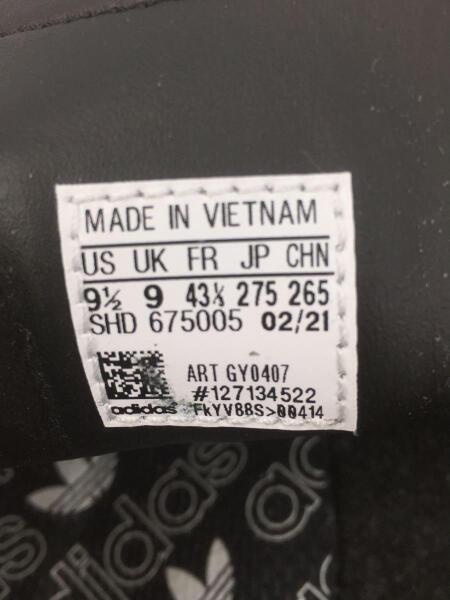 MADE IN VIETNAM
US UK FR JP CHN
9½ 9 43⅓ 275 265
SHD 675005 02/21
ART GY0407
#127134522
adidas FkYV88S>00414
adidas